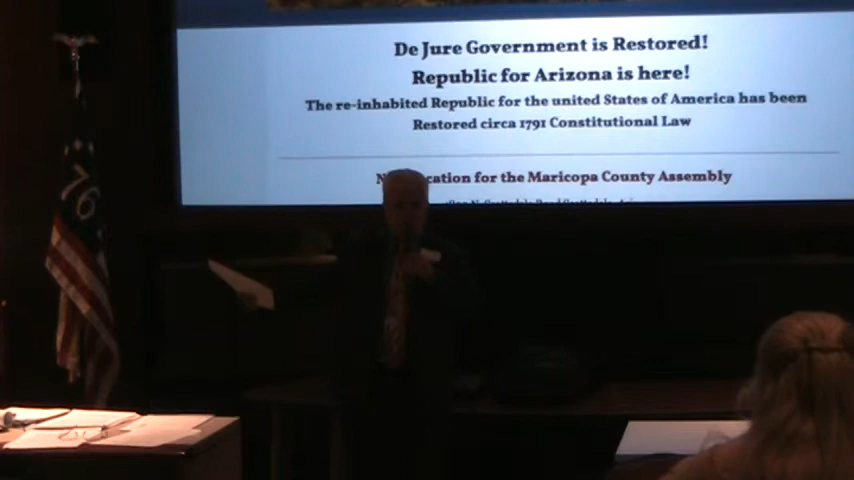 De Jure Government is Restored!
Republic for Arizona is here!
The re-inhabited Republic for the united States of America has been
Restored circa 1791 Constitutional Law
for the Maricopa County Assembly
76